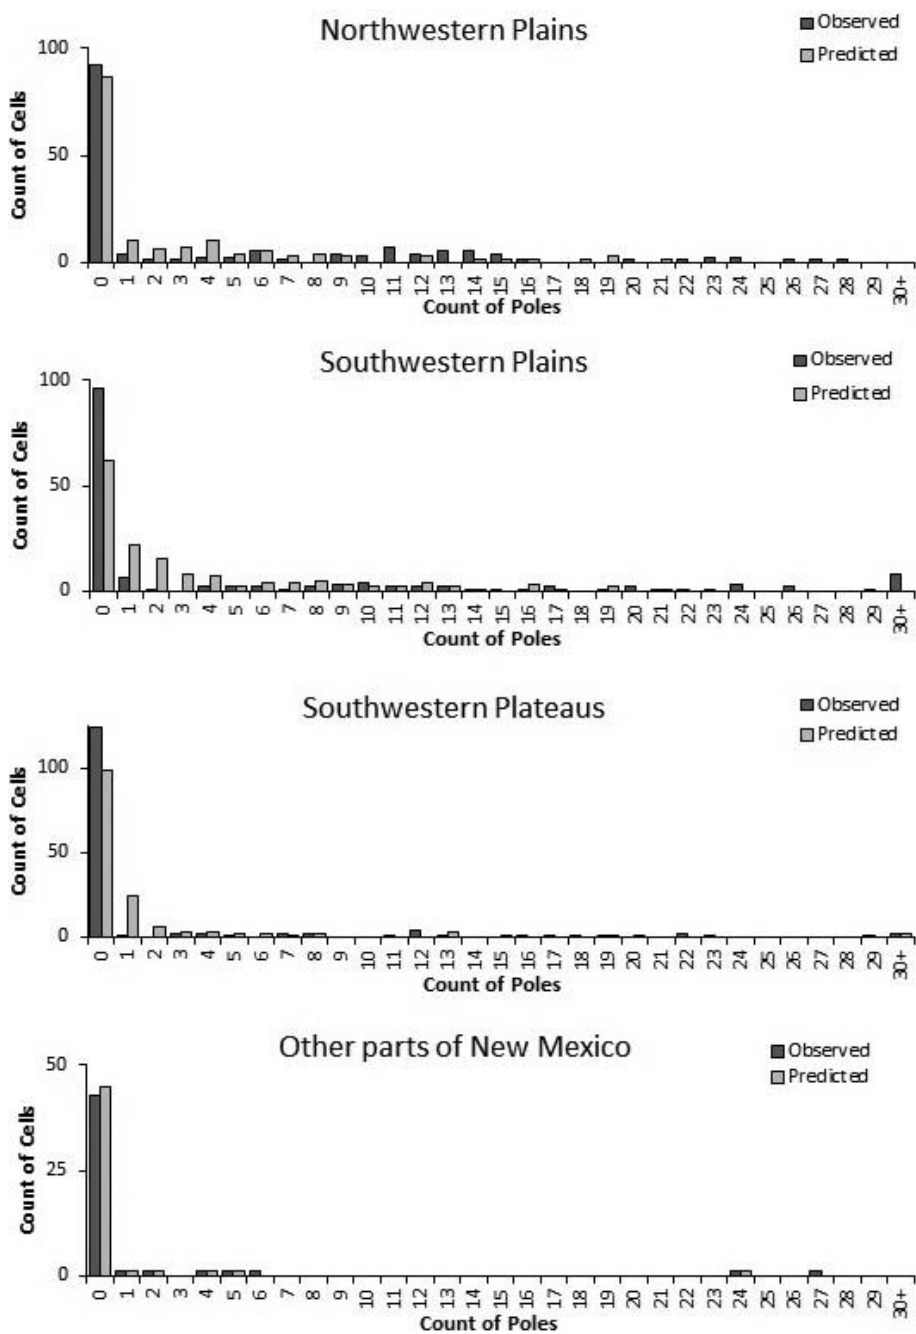 Northwestern Plains
Observed
Predicted
100
50
0
Count of Cells
0 1 2 3 4 5 6 7 8 9 10 11 12 13 14 15 16 17 18 19 20 21 22 23 24 25 26 27 28 29 30+
Count of Poles
Southwestern Plains
Observed
Predicted
100
50
0
Count of Cells
0 1 2 3 4 5 6 7 8 9 10 11 12 13 14 15 16 17 18 19 20 21 22 23 24 25 26 27 28 29 30+
Count of Poles
Southwestern Plateaus
Observed
Predicted
100
50
0
Count of Cells
0 1 2 3 4 5 6 7 8 9 10 11 12 13 14 15 16 17 18 19 20 21 22 23 24 25 26 27 28 29 30+
Count of Poles
Other parts of New Mexico
Observed
Predicted
50
25
0
Count of Cells
0 1 2 3 4 5 6 7 8 9 10 11 12 13 14 15 16 17 18 19 20 21 22 23 24 25 26 27 28 29 30+
Count of Poles